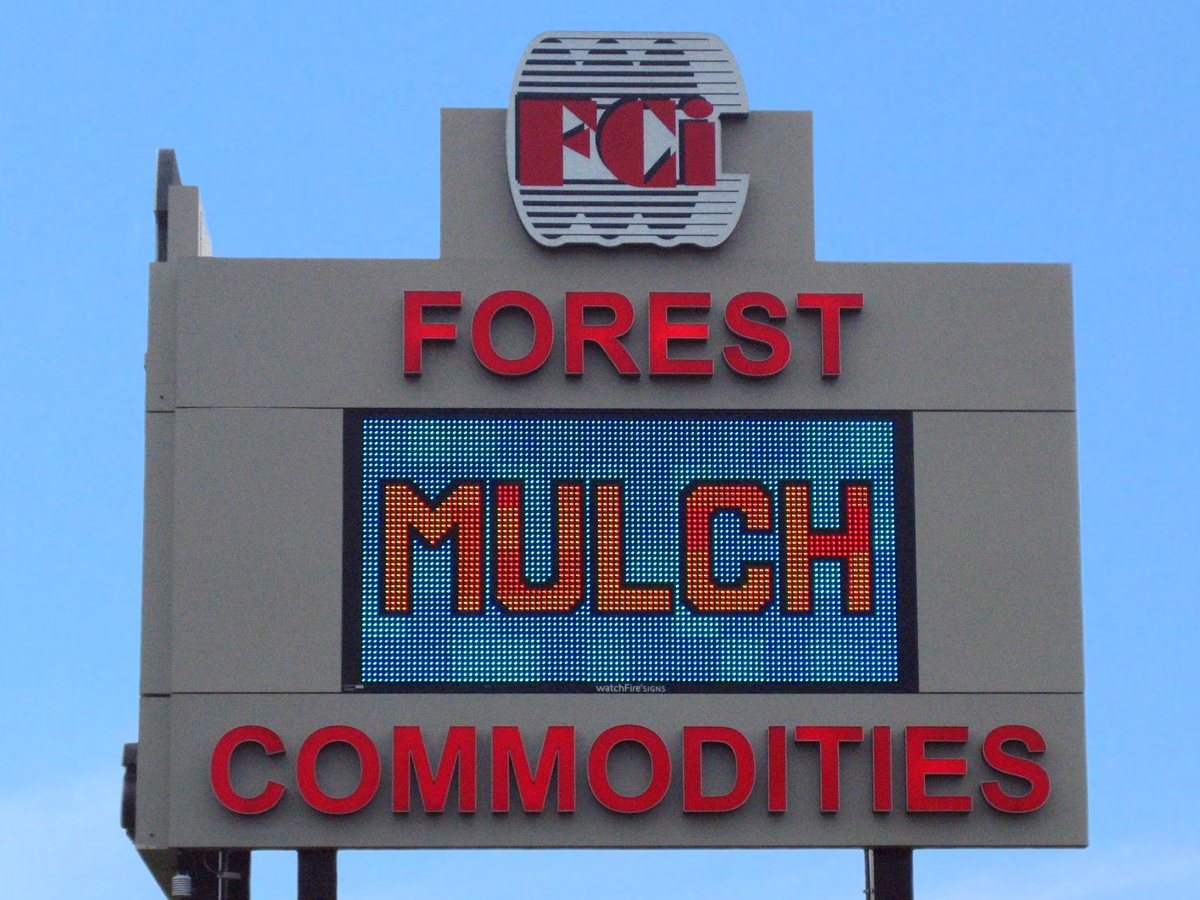 FCi
FOREST
MULCH
watchFire SIGNS
COMMODITIES